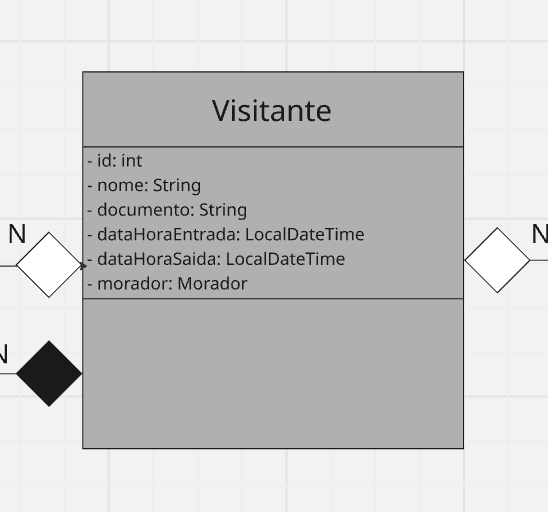 Visitante
- id: int
- nome: String
- documento: String
N
- dataHoraEntrada: LocalDateTime
N
- dataHoraSaida: LocalDateTime
- morador: Morador
N